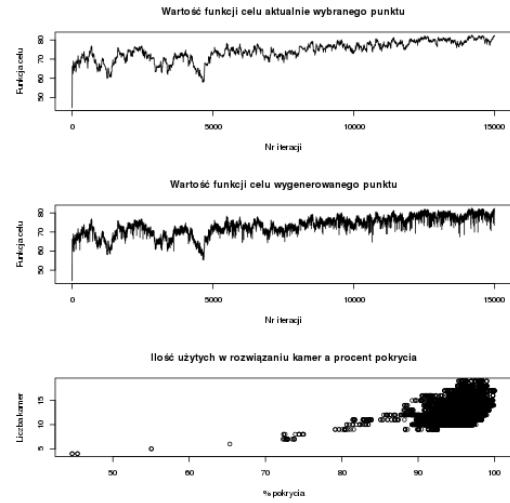 Wartość funkcji celu aktualnie wybranego punktu
Funkcja celu
50 60 70 80
0 5000 10000 15000
Nr iteracji
Wartość funkcji celu wygenerowanego punktu
Funkcja celu
50 60 70 80
0 5000 10000 15000
Nr iteracji
Ilość użytych w rozwiązaniu kamer a procent pokrycia
Liczba kamer
5 10 15
50 60 70 80 90 100
% pokrycia